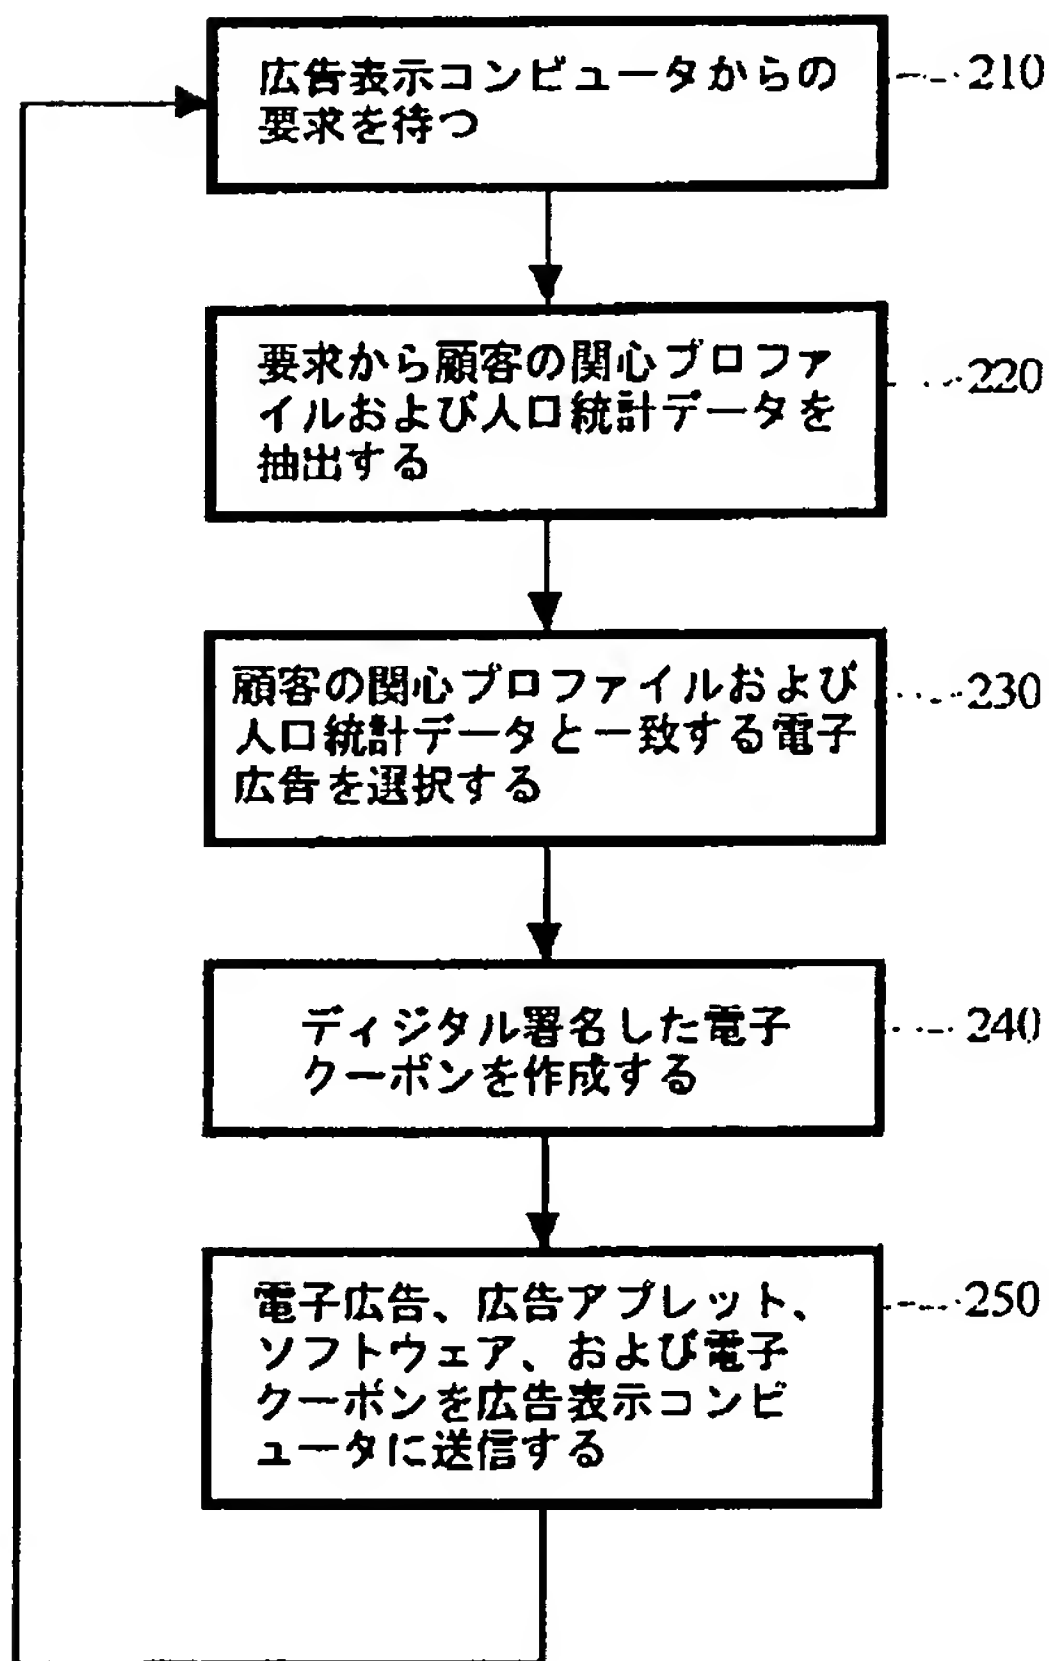 広告表示コンピュータからの
要求を待つ
210
要求から顧客の関心プロファ
イルおよび人口統計データを
抽出する
220
顧客の関心プロファイルおよび
人口統計データと一致する電子
広告を選択する
230
ディジタル署名した電子
クーポンを作成する
240
電子広告、広告アプレット、
ソフトウェア、および電子
クーポンを広告表示コンピ
ュータに送信する
250